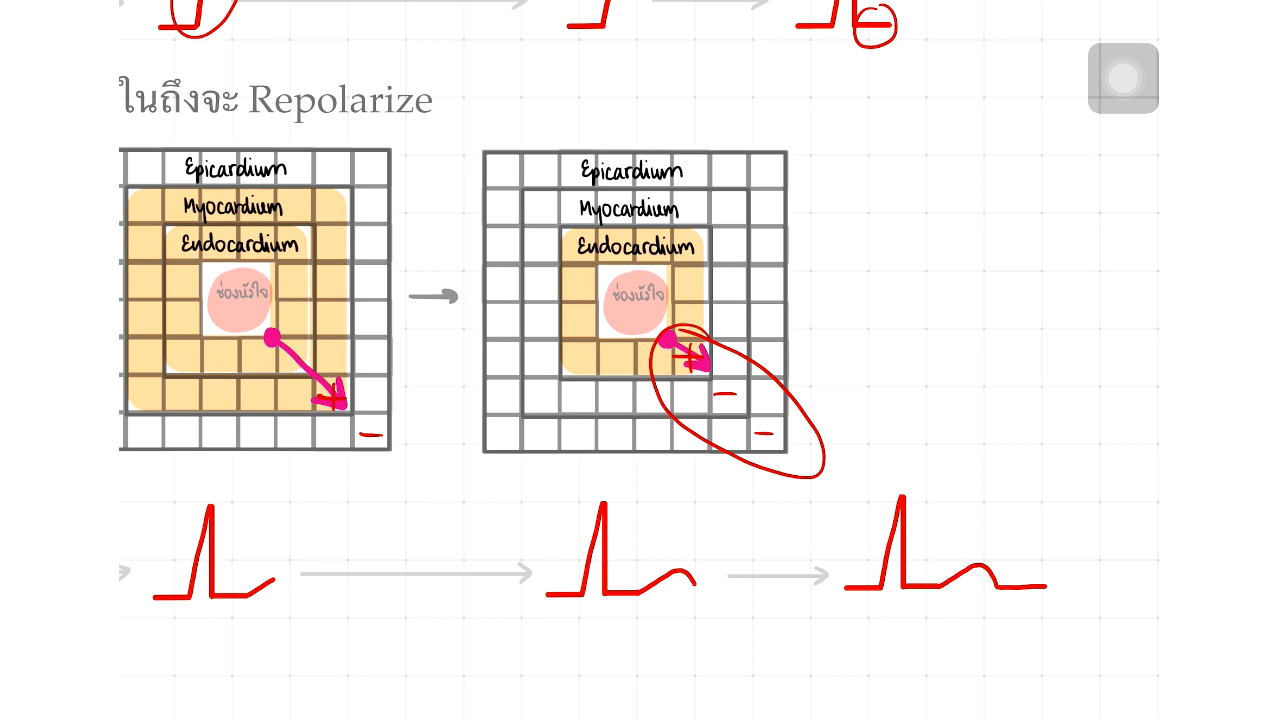 ในถึงจะ Repolarize
Epicardium
Myocardium
Endocardium
ช่องหัวใจ
+
-
Epicardium
Myocardium
Endocardium
ช่องหัวใจ
+
-
-